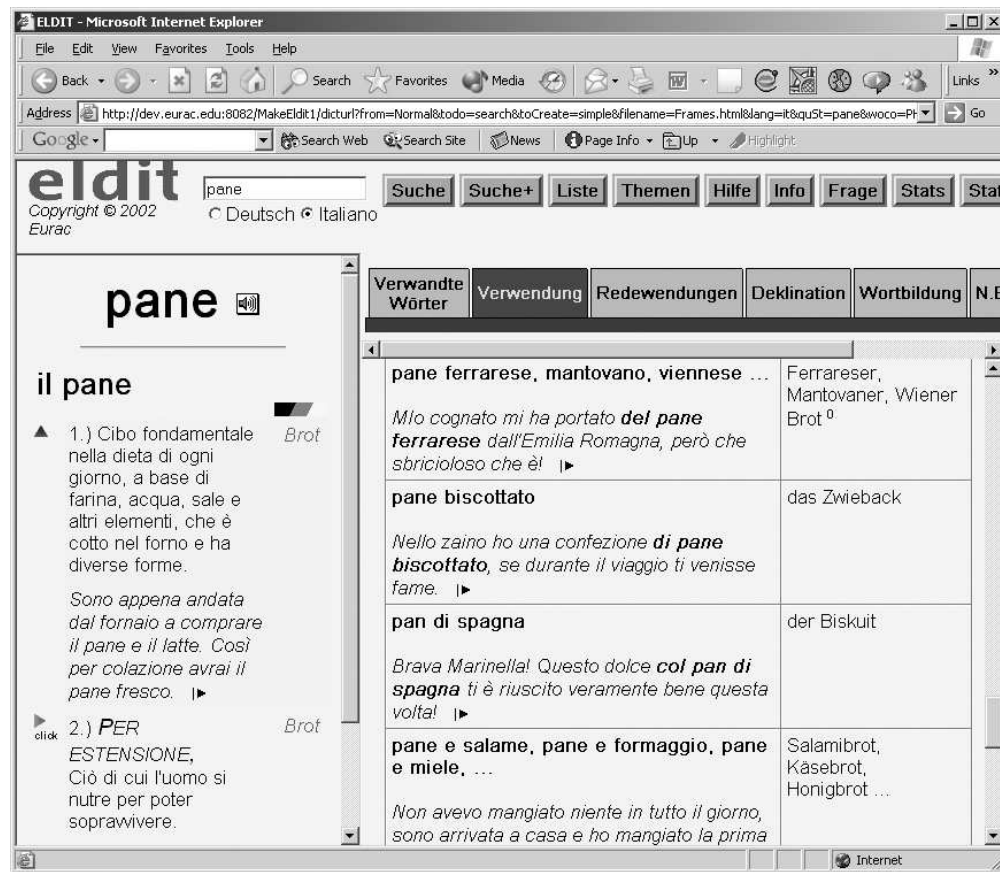 ELDIT - Microsoft Internet Explorer
File Edit View Favorites Tools Help
Back Search Favorites Media Links »
Address http://dev.eurac.edu:8082/MakeEldit1/dicturl?from=Normal&todo=search&toCreate=simple&filename=Frames.html&lang=it&quSt=pane&woco=PH Go
Google Search Web Search Site News Page Info Up Highlight
eldit
Copyright © 2002
Eurac
pane
Deutsch Italiano
Suche Suche+ Liste Themen Hilfe Info Frage Stats Stat
pane
il pane
1.) Cibo fondamentale Brot
nella dieta di ogni
giorno, a base di
farina, acqua, sale e
altri elementi, che è
cotto nel forno e ha
diverse forme.
Sono appena andata
dal fornaio a comprare
il pane e il latte. Così
per colazione avrai il
pane fresco.
click 2.) PER Brot
ESTENSIONE,
Ciò di cui l'uomo si
nutre per poter
sopravvivere.
Verwandte
Wörter
Verwendung Redewendungen Deklination Wortbildung N.B
pane ferrarese, mantovano, viennese ...
MIo cognato mi ha portato del pane
ferrarese dall'Emilia Romagna, però che
sbricioloso che è!
Ferrareser,
Mantovaner, Wiener
Brot 0
pane biscottato
das Zwieback
Nello zaino ho una confezione di pane
biscottato, se durante il viaggio ti venisse
fame.
pan di spagna
der Biskuit
Brava Marinella! Questo dolce col pan di
spagna ti è riuscito veramente bene questa
volta!
pane e salame, pane e formaggio, pane
e miele, ...
Salamibrot,
Käsebrot,
Honigbrot ...
Non avevo mangiato niente in tutto il giorno,
sono arrivata a casa e ho mangiato la prima
Internet